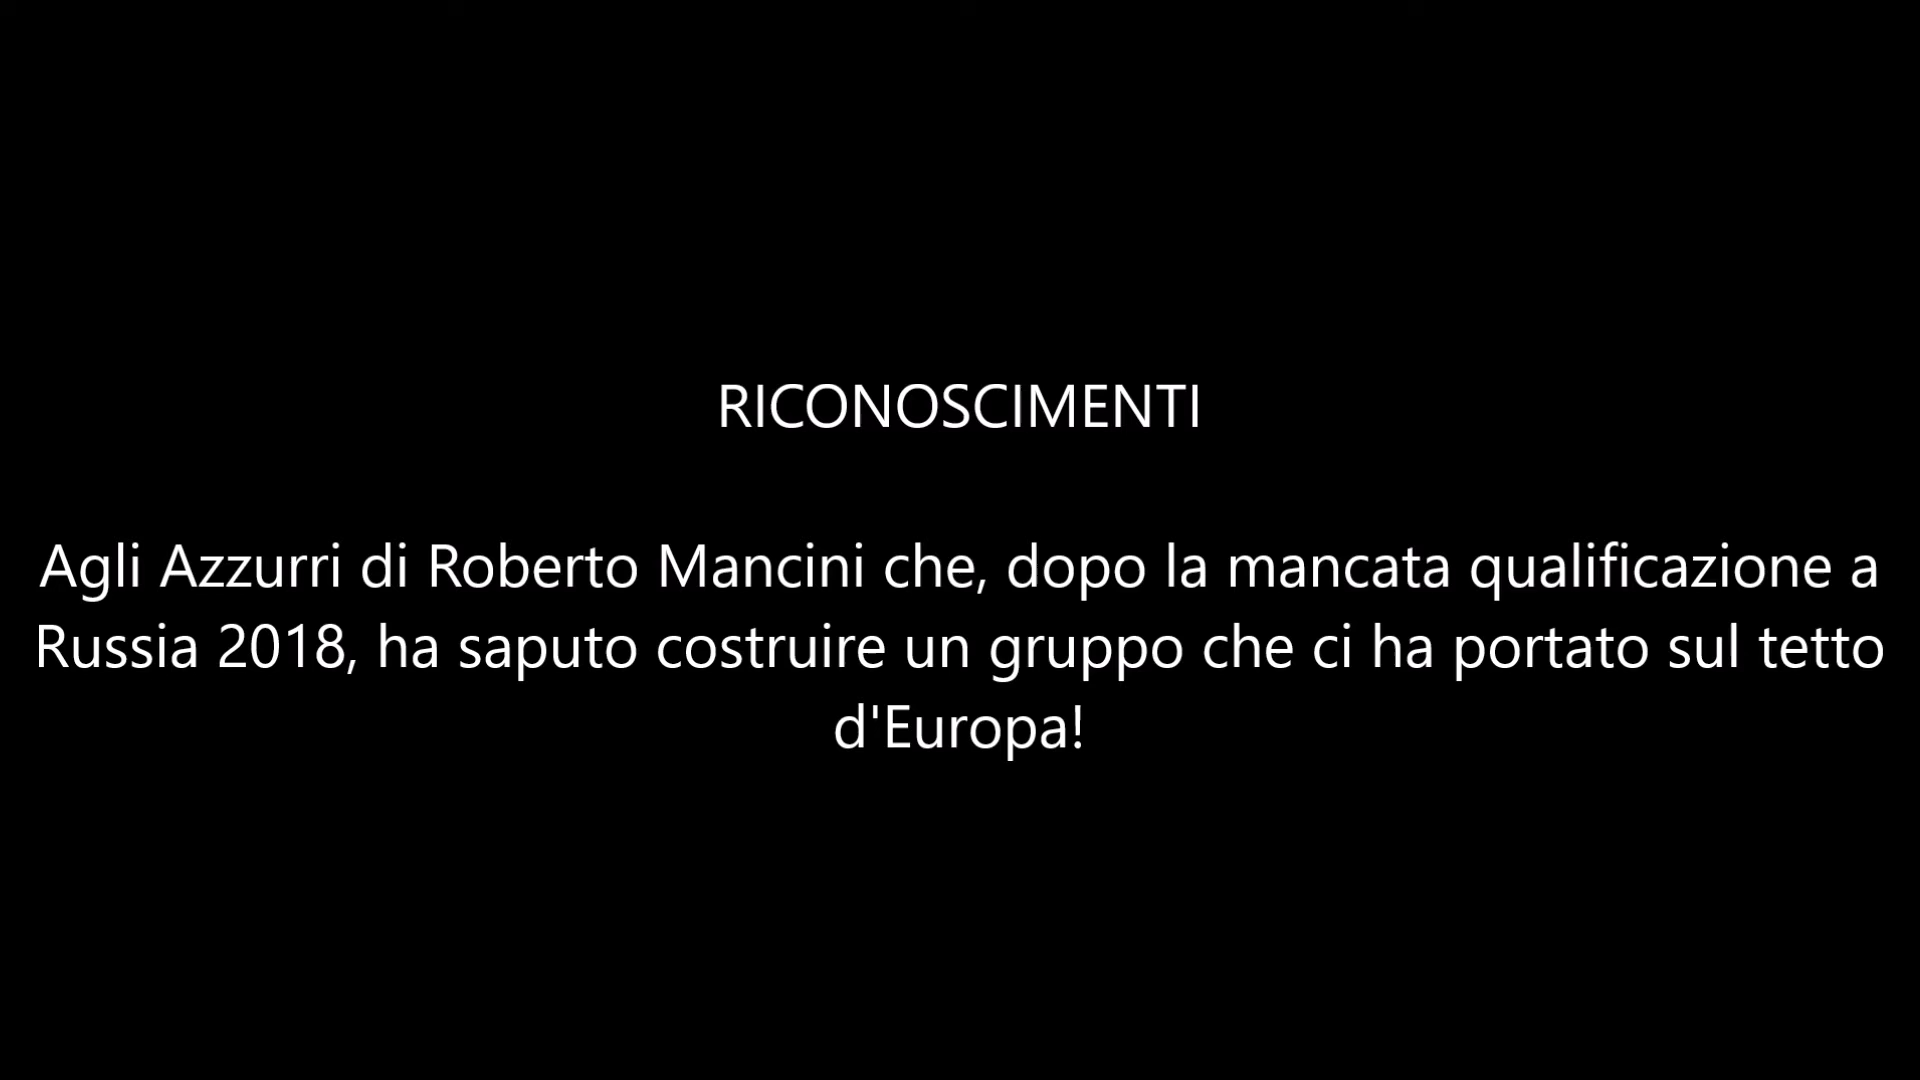 RICONOSCIMENTI
Agli Azzurri di Roberto Mancini che, dopo la mancata qualificazione a
Russia 2018, ha saputo costruire un gruppo che ci ha portato sul tetto
d'Europa!